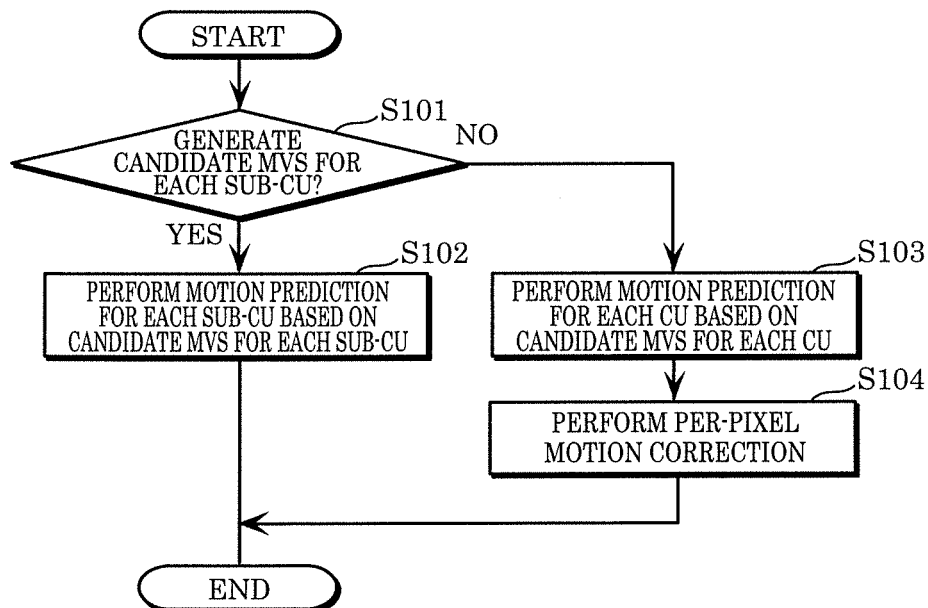 START
S101
GENERATE
CANDIDATE MVS FOR
EACH SUB-CU?
NO
YES
S102
PERFORM MOTION PREDICTION
FOR EACH SUB-CU BASED ON
CANDIDATE MVS FOR EACH SUB-CU
S103
PERFORM MOTION PREDICTION
FOR EACH CU BASED ON
CANDIDATE MVS FOR EACH CU
S104
PERFORM PER-PIXEL
MOTION CORRECTION
END